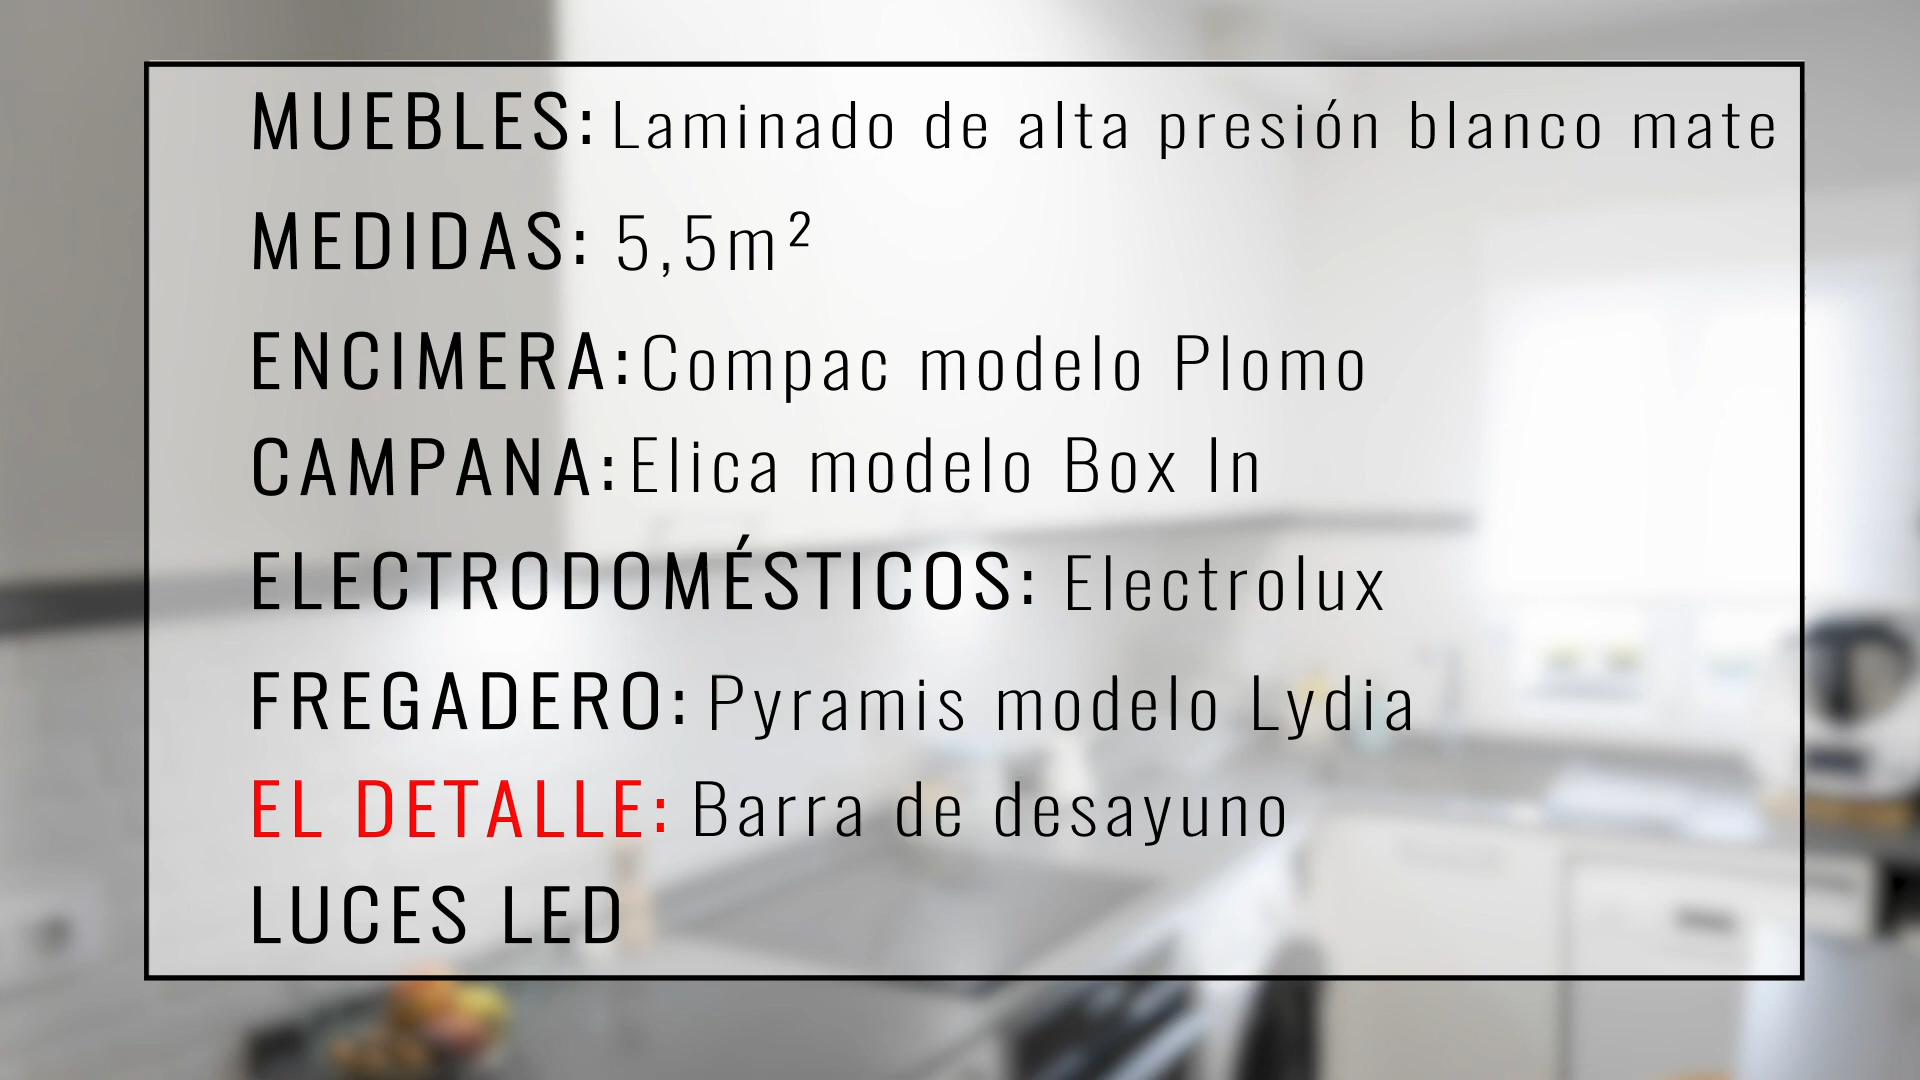 MUEBLES: Laminado de alta presión blanco mate
MEDIDAS: 5,5m²
ENCIMERA: Compac modelo Plomo
CAMPANA: Elica modelo Box In
ELECTRODOMÉSTICOS: Electrolux
FREGADERO: Pyramis modelo Lydia
EL DETALLE: Barra de desayuno
LUCES LED